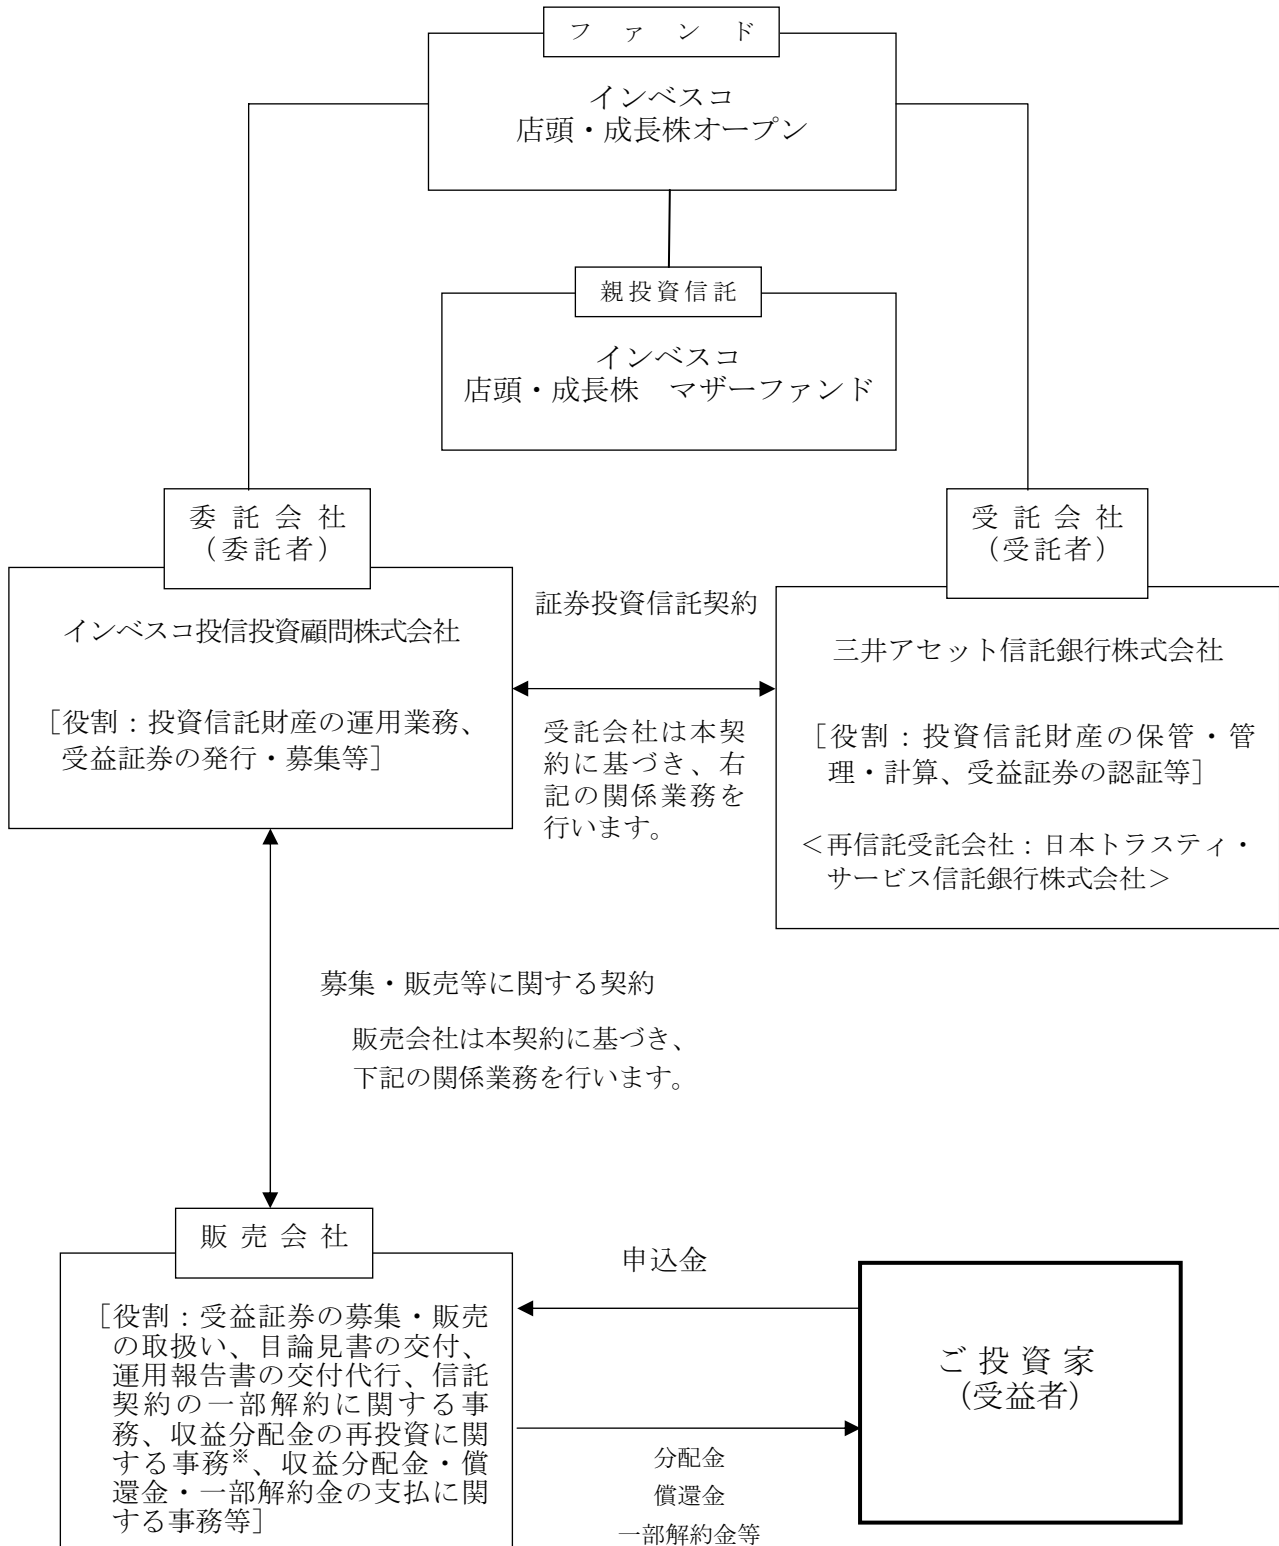 ファンド
インベスコ
店頭・成長株オープン
親投資信託
インベスコ
店頭・成長株　マザーファンド
委託会社
（委託者）
インベスコ投信投資顧問株式会社
［役割：投資信託財産の運用業務、
受益証券の発行・募集等］
証券投資信託契約
受託会社は本契
約に基づき、右
記の関係業務を
行います。
受託会社
（受託者）
三井アセット信託銀行株式会社
［役割：投資信託財産の保管・管
理・計算、受益証券の認証等］
＜再信託受託会社：日本トラスティ・
サービス信託銀行株式会社＞
募集・販売等に関する契約
販売会社は本契約に基づき、
下記の関係業務を行います。
販売会社
［役割：受益証券の募集・販売
の取扱い、目論見書の交付、
運用報告書の交付代行、信託
契約の一部解約に関する事
務、収益分配金の再投資に関
する事務※、収益分配金・償
還金・一部解約金の支払に関
する事務等］
申込金
分配金
償還金
一部解約金等
ご投資家
（受益者）